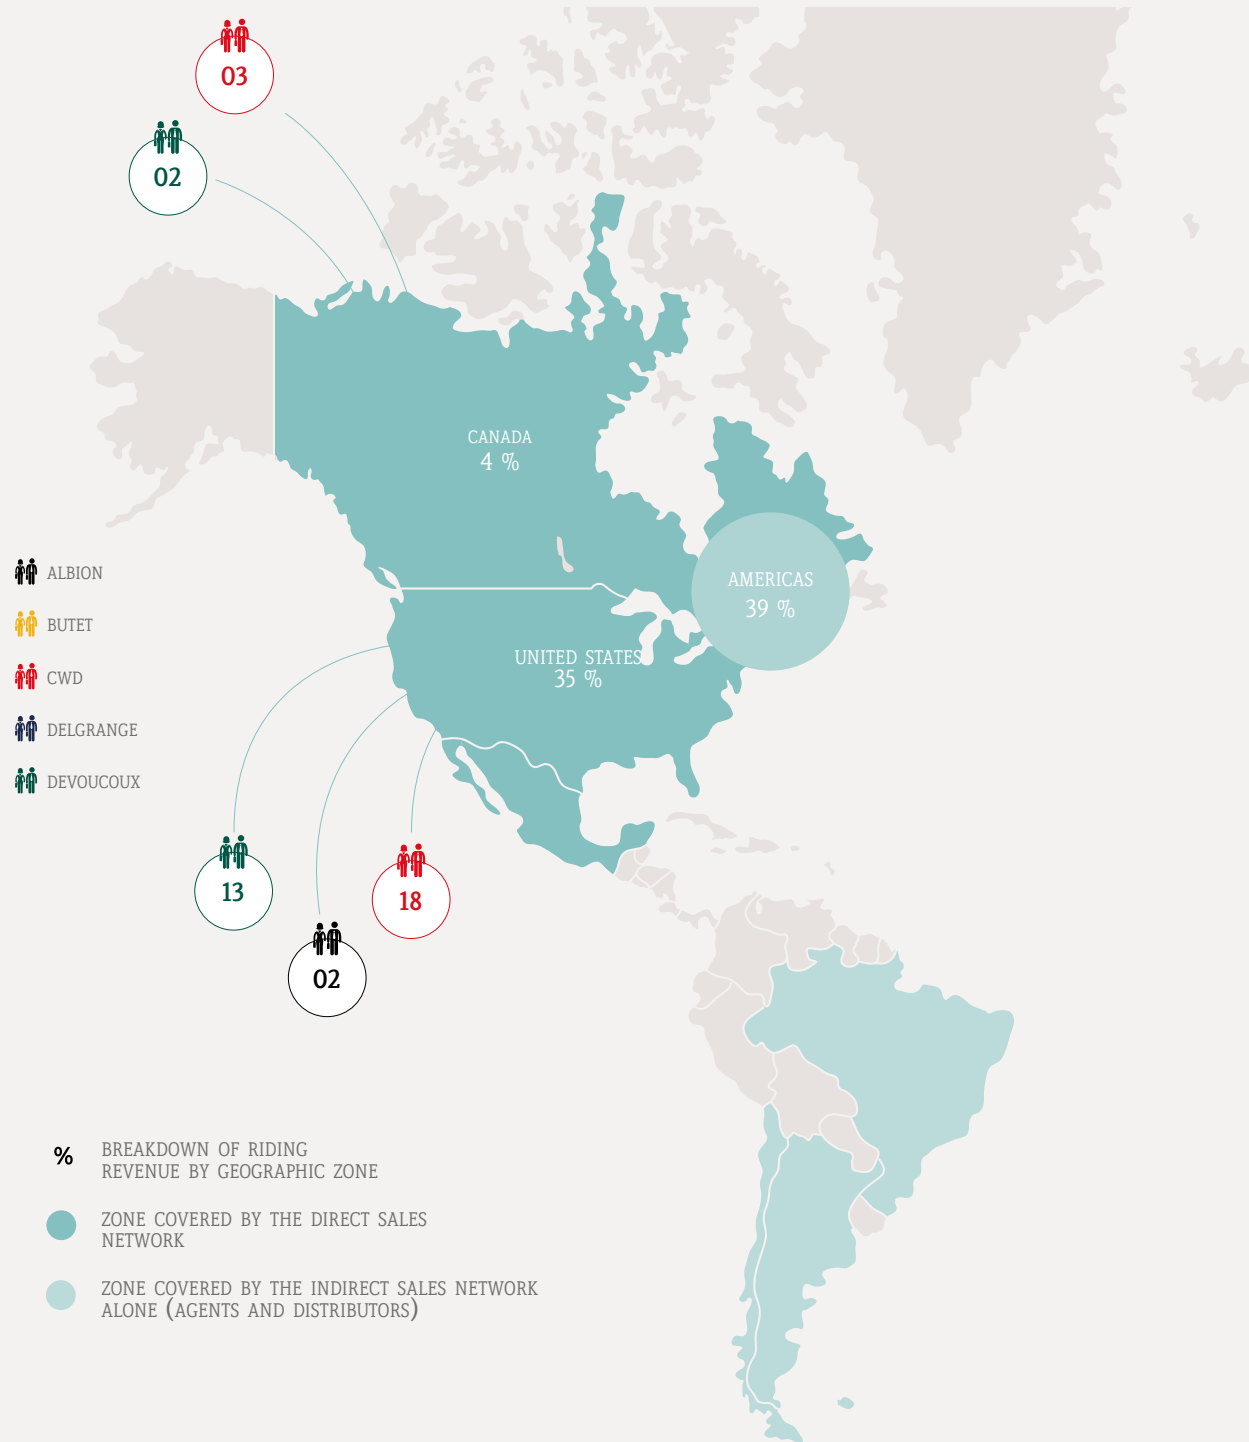 03
02
CANADA
4 %
AMERICAS
39 %
UNITED STATES
35 %
ALBION
BUTET
CWD
DELGRANGE
DEVOUCOUX
13
18
02
% BREAKDOWN OF RIDING
REVENUE BY GEOGRAPHIC ZONE
ZONE COVERED BY THE DIRECT SALES
NETWORK
ZONE COVERED BY THE INDIRECT SALES NETWORK
ALONE (AGENTS AND DISTRIBUTORS)